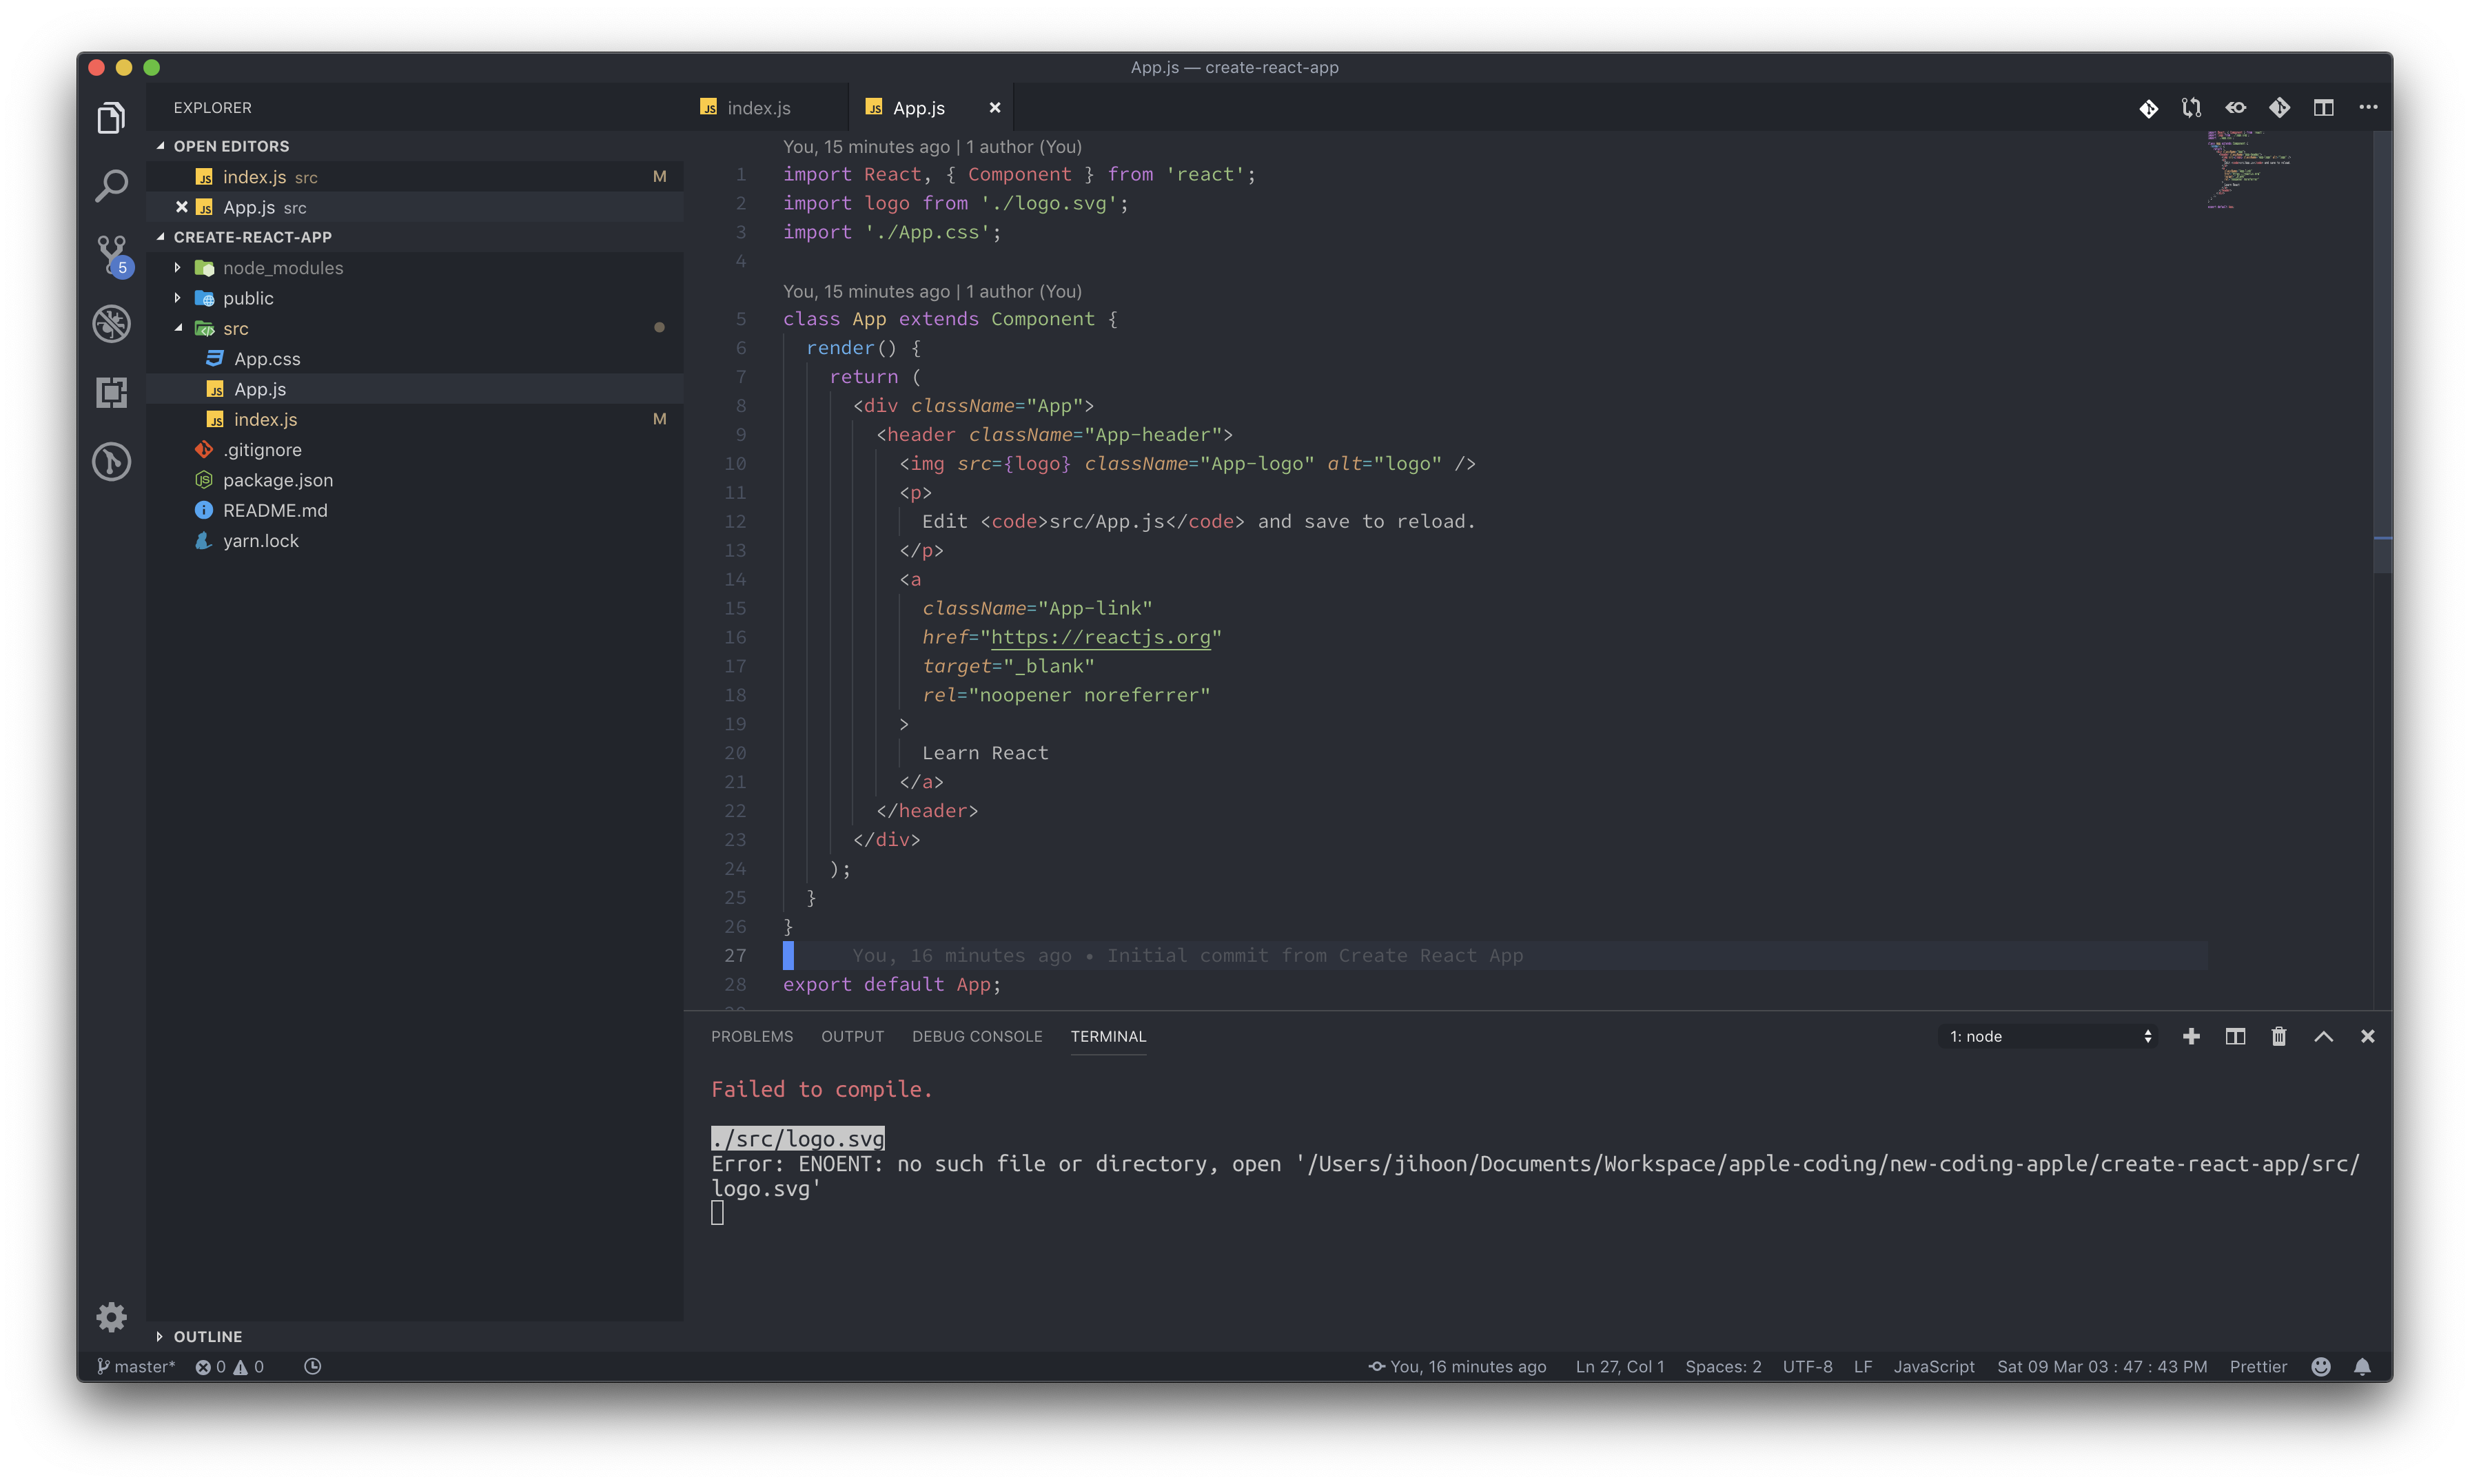 App.js — create-react-app
EXPLORER
OPEN EDITORS
index.js src M
App.js src
CREATE-REACT-APP
node_modules
public
src
App.css
App.js
index.js M
.gitignore
package.json
README.md
yarn.lock
OUTLINE
5
index.js
App.js
You, 15 minutes ago | 1 author (You)
1 import React, { Component } from 'react';
2 import logo from './logo.svg';
3 import './App.css';
4
You, 15 minutes ago | 1 author (You)
5 class App extends Component {
6 render() {
7 return (
8 <div className="App">
9 <header className="App-header">
10 <img src={logo} className="App-logo" alt="logo" />
11 <p>
12 Edit <code>src/App.js</code> and save to reload.
13 </p>
14 <a
15 className="App-link"
16 href="https://reactjs.org"
17 target="_blank"
18 rel="noopener noreferrer"
19 >
20 Learn React
21 </a>
22 </header>
23 </div>
24 );
25 }
26 }
27 You, 16 minutes ago • Initial commit from Create React App
28 export default App;
PROBLEMS OUTPUT DEBUG CONSOLE TERMINAL 1: node
Failed to compile.
./src/logo.svg
Error: ENOENT: no such file or directory, open '/Users/jihoon/Documents/Workspace/apple-coding/new-coding-apple/create-react-app/src/
logo.svg'
master* 0 0 You, 16 minutes ago Ln 27, Col 1 Spaces: 2 UTF-8 LF JavaScript Sat 09 Mar 03 : 47 : 43 PM Prettier